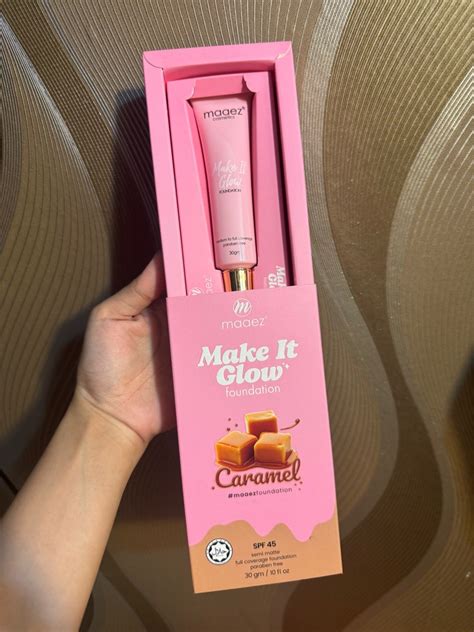 maaez
cosmetics
Make It
Glow
FOUNDATION
medium to full coverage
paraben free
30gm
m
maaez
Make It
Glow
foundation
Caramel
#maaezfoundation
SPF 45
semi matte
full coverage foundation
paraben free
30 gm / 10 fl oz